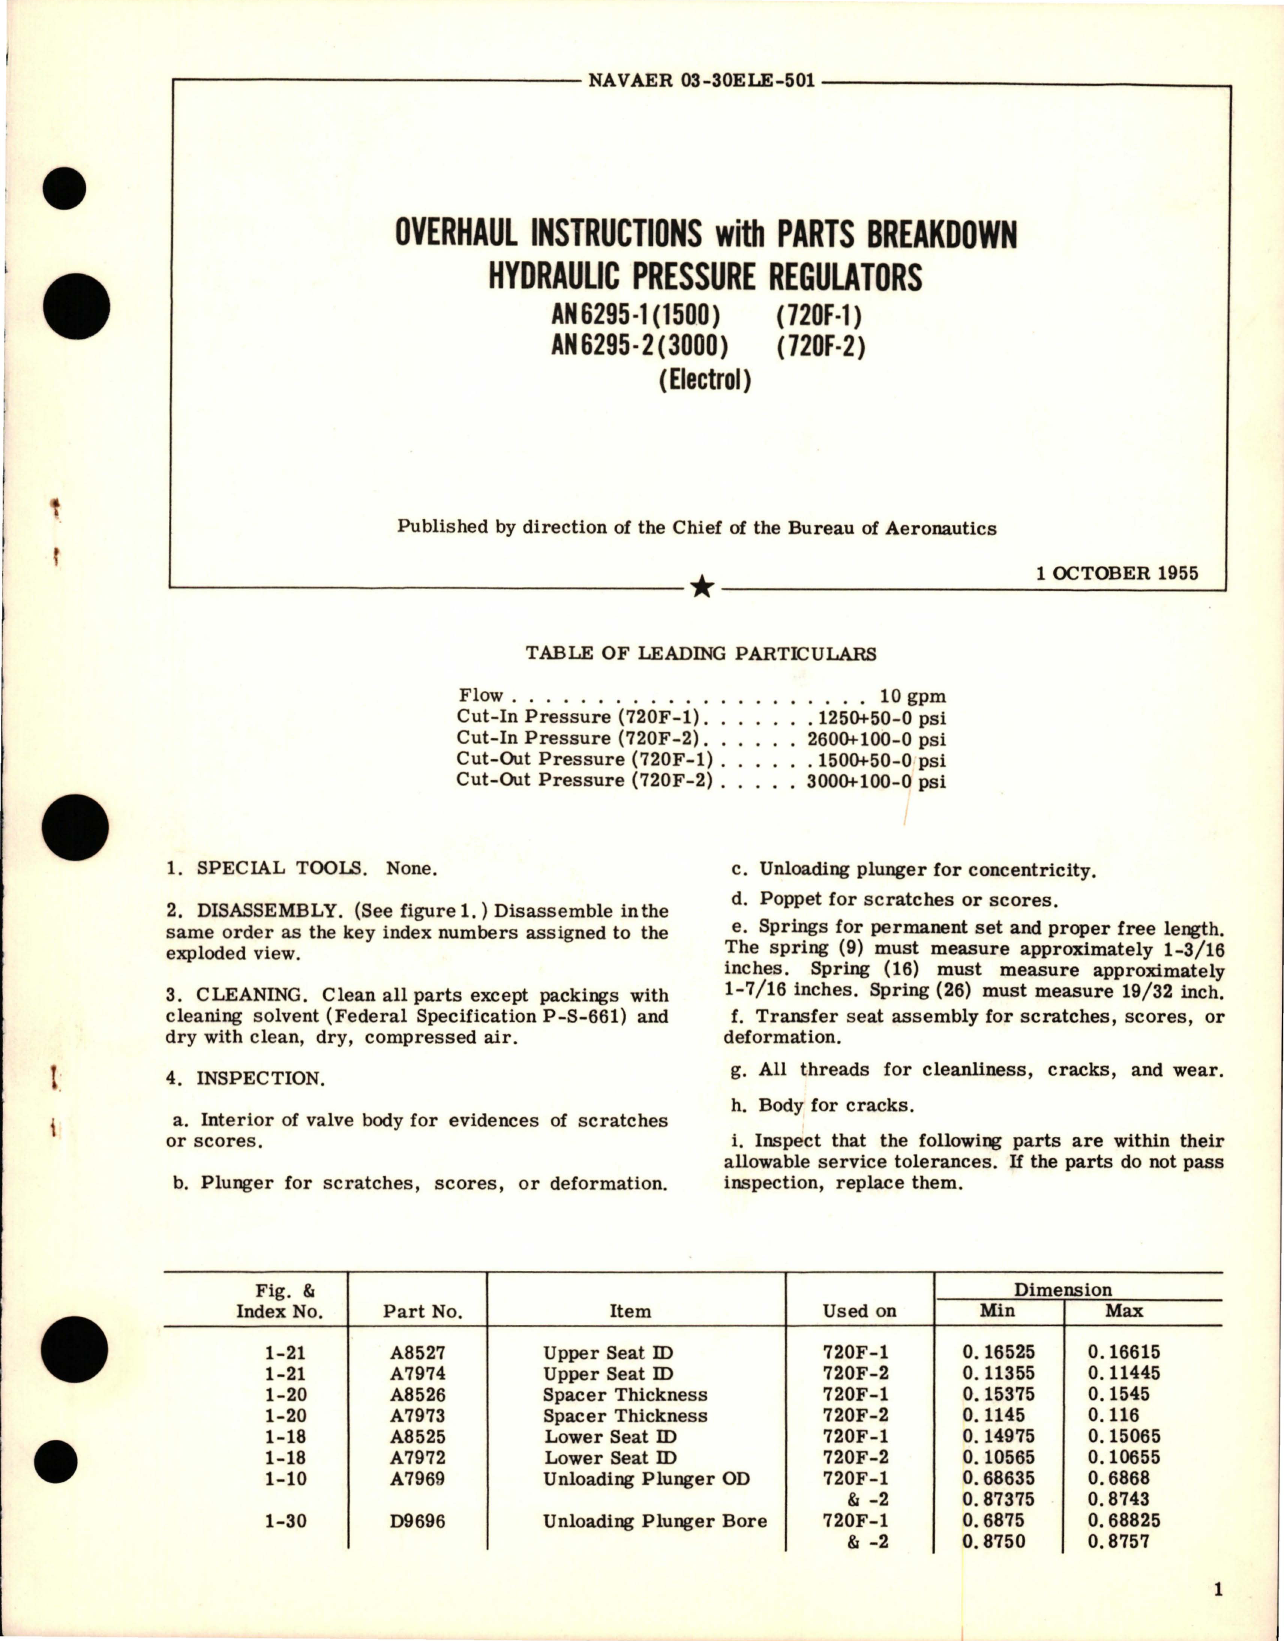 NAVAER 03-30ELE-501
OVERHAUL INSTRUCTIONS with PARTS BREAKDOWN
HYDRAULIC PRESSURE REGULATORS
AN6295-1(1500) (720F-1)
AN6295-2(3000) (720F-2)
(Electrol)
Published by direction of the Chief of the Bureau of Aeronautics
1 OCTOBER 1955
TABLE OF LEADING PARTICULARS
Flow . . . . . . . . . . . . . . . . . . . . . 10 gpm
Cut-In Pressure (720F-1). . . . . . . 1250+50-0 psi
Cut-In Pressure (720F-2). . . . . . 2600+100-0 psi
Cut-Out Pressure (720F-1) . . . . . . 1500+50-0 psi
Cut-Out Pressure (720F-2) . . . . . 3000+100-0 psi
1. SPECIAL TOOLS. None.
2. DISASSEMBLY. (See figure 1.) Disassemble in the
same order as the key index numbers assigned to the
exploded view.
3. CLEANING. Clean all parts except packings with
cleaning solvent (Federal Specification P-S-661) and
dry with clean, dry, compressed air.
4. INSPECTION.
a. Interior of valve body for evidences of scratches
or scores.
b. Plunger for scratches, scores, or deformation.
c. Unloading plunger for concentricity.
d. Poppet for scratches or scores.
e. Springs for permanent set and proper free length.
The spring (9) must measure approximately 1-3/16
inches. Spring (16) must measure approximately
1-7/16 inches. Spring (26) must measure 19/32 inch.
f. Transfer seat assembly for scratches, scores, or
deformation.
g. All threads for cleanliness, cracks, and wear.
h. Body for cracks.
i. Inspect that the following parts are within their
allowable service tolerances. If the parts do not pass
inspection, replace them.
Fig. & Dimension
Index No. Part No. Item Used on Min Max
1-21 A8527 Upper Seat ID 720F-1 0.16525 0.16615
1-21 A7974 Upper Seat ID 720F-2 0.11355 0.11445
1-20 A8526 Spacer Thickness 720F-1 0.15375 0.1545
1-20 A7973 Spacer Thickness 720F-2 0.1145 0.116
1-18 A8525 Lower Seat ID 720F-1 0.14975 0.15065
1-18 A7972 Lower Seat ID 720F-2 0.10565 0.10655
1-10 A7969 Unloading Plunger OD 720F-1 0.68635 0.6868
& -2 0.87375 0.8743
1-30 D9696 Unloading Plunger Bore 720F-1 0.6875 0.68825
& -2 0.8750 0.8757
1